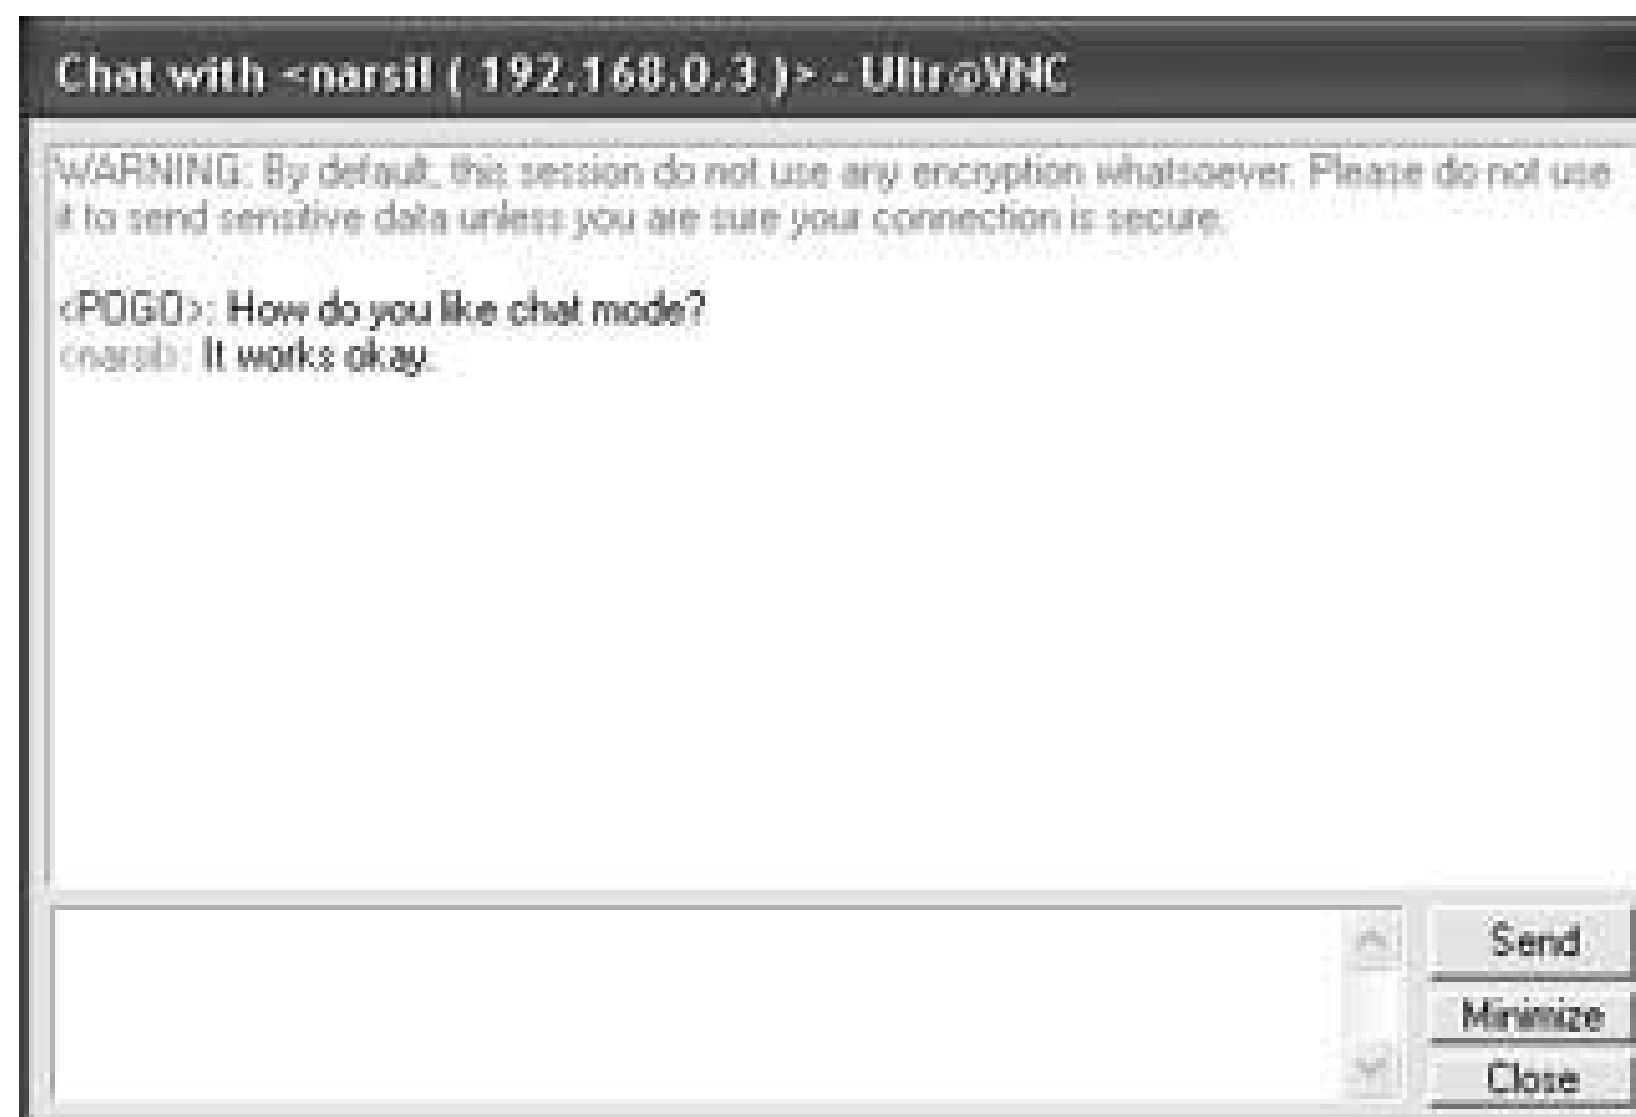 Chat with <narsil ( 192.168.0.3 )> - Ultr@VNC
WARNING: By default, this session do not use any encryption whatsoever. Please do not use
it to send sensitive data unless you are sure your connection is secure.
<POGO>: How do you like chat mode?
<narsil>: It works okay.
Send
Minimize
Close